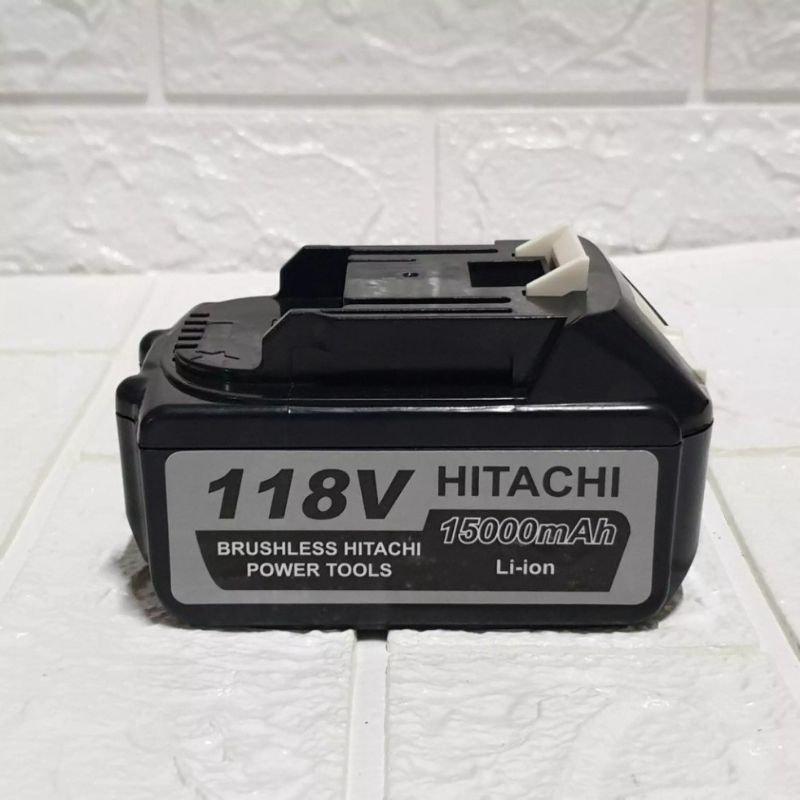 118V HITACHI
15000mAh
BRUSHLESS HITACHI
POWER TOOLS
Li-ion